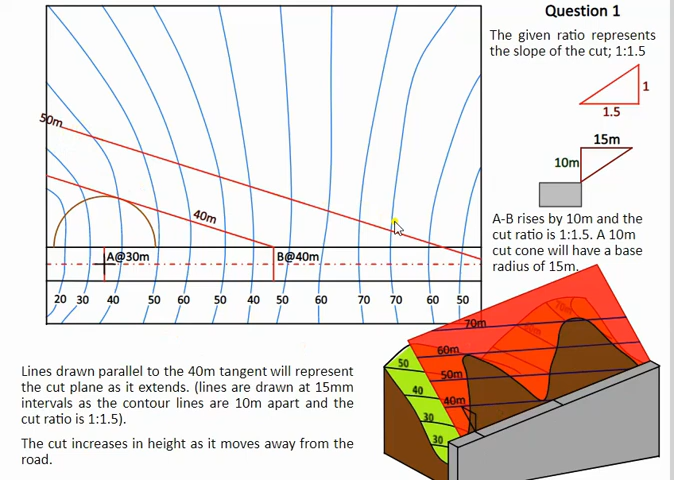 Question 1
The given ratio represents
the slope of the cut; 1:1.5
1
1.5
15m
10m
A-B rises by 10m and the
cut ratio is 1:1.5. A 10m
cut cone will have a base
radius of 15m.
50m
40m
A@30m
B@40m
20 30 40 50 60 50 40 50 60 70 70 60 50
Lines drawn parallel to the 40m tangent will represent
the cut plane as it extends. (lines are drawn at 15mm
intervals as the contour lines are 10m apart and the
cut ratio is 1:1.5).
The cut increases in height as it moves away from the
road.
70m
70m
60m
50m
40m
50
40
30
30